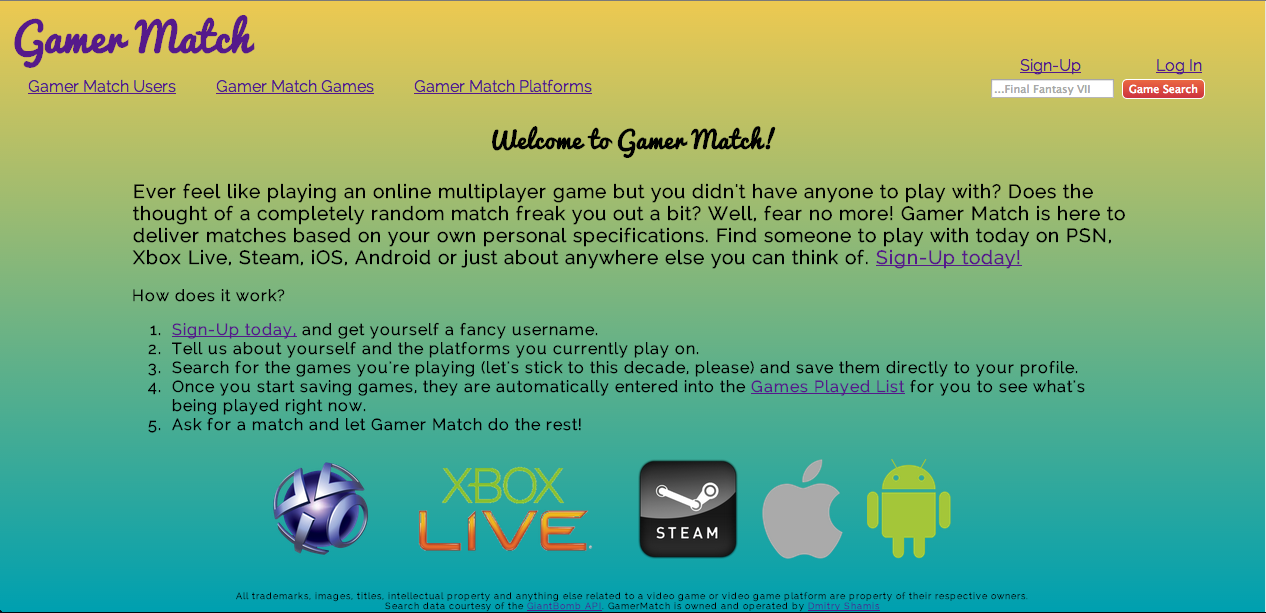 Gamer Match
Sign-Up Log In
Gamer Match Users Gamer Match Games Gamer Match Platforms
...Final Fantasy VII Game Search
Welcome to Gamer Match!
Ever feel like playing an online multiplayer game but you didn't have anyone to play with? Does the
thought of a completely random match freak you out a bit? Well, fear no more! Gamer Match is here to
deliver matches based on your own personal specifications. Find someone to play with today on PSN,
Xbox Live, Steam, iOS, Android or just about anywhere else you can think of. Sign-Up today!
How does it work?
1. Sign-Up today, and get yourself a fancy username.
2. Tell us about yourself and the platforms you currently play on.
3. Search for the games you're playing (let's stick to this decade, please) and save them directly to your profile.
4. Once you start saving games, they are automatically entered into the Games Played List for you to see what's
being played right now.
5. Ask for a match and let Gamer Match do the rest!
XBOX
LIVE
STEAM
All trademarks, images, titles, intellectual property and anything else related to a video game or video game platform are property of their respective owners.
Search data courtesy of the GiantBomb API. GamerMatch is owned and operated by Dmitry Shamis